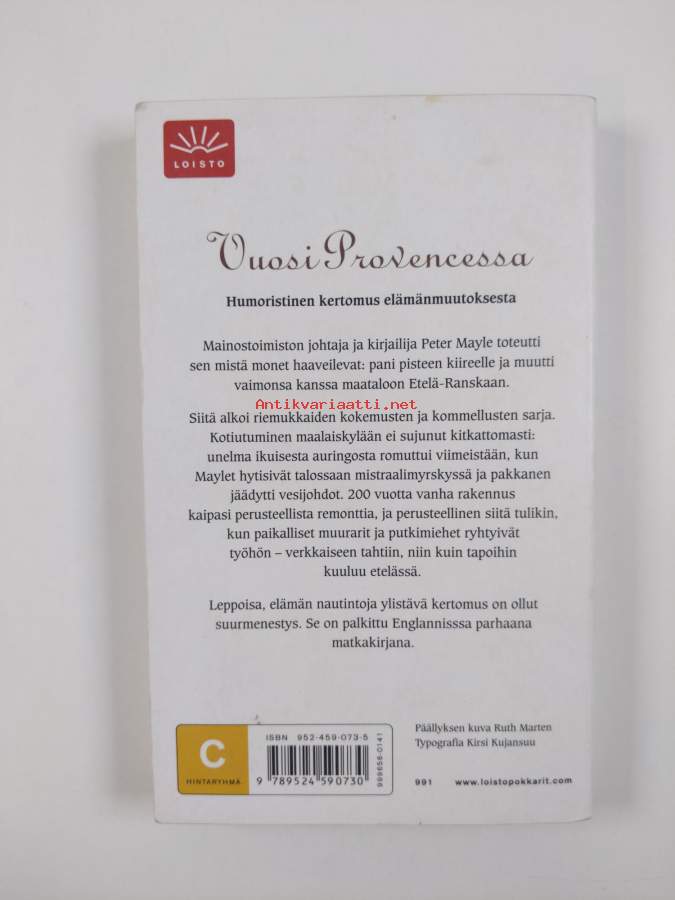 LOISTO
Vuosi Provencessa
Humoristinen kertomus elämänmuutoksesta
Mainostoimiston johtaja ja kirjailija Peter Mayle toteutti
sen mistä monet haaveilevat: pani pisteen kiireelle ja muutti
vaimonsa kanssa maataloon Etelä-Ranskaan.
Antikvariaatti.net
Siitä alkoi riemukkaiden kokemusten ja kommellusten sarja.
Kotiutuminen maalaiskylään ei sujunut kitkattomasti:
unelma ikuisesta auringosta romuttui viimeistään, kun
Maylet hytisivät talossaan mistraalimyrskyssä ja pakkanen
jäädytti vesijohdot. 200 vuotta vanha rakennus
kaipasi perusteellista remonttia, ja perusteellinen siitä tulikin,
kun paikalliset muurarit ja putkimiehet ryhtyivät
työhön – verkkaiseen tahtiin, niin kuin tapoihin
kuuluu etelässä.
Leppoisa, elämän nautintoja ylistävä kertomus on ollut
suurmenestys. Se on palkittu Englannisssa parhaana
matkakirjana.
C
HINTARYHMÄ
ISBN 952-459-073-5
9 789524 590730
999658-0141
Päällyksen kuva Ruth Marten
Typografia Kirsi Kujansuu
991 www.loistopokkarit.com